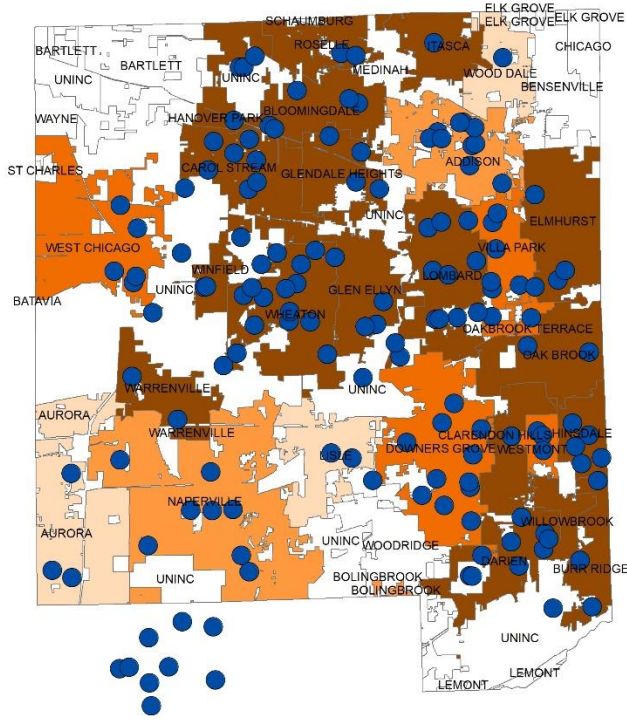 ELK GROVE
SCHAUMBURG
ELK GROVE
ELK GROVE
ROSELLE
ITASCA
CHICAGO
BARTLETT
BARTLETT
MEDINAH
WOOD DALE
UNINC
UNINC
BENSENVILLE
BLOOMINGDALE
WAYNE
HANOVER PARK
ADDISON
ST CHARLES
CAROL STREAM
GLENDALE HEIGHTS
UNINC
ELMHURST
WEST CHICAGO
VILLA PARK
WINFIELD
LOMBARD
UNINC
GLEN ELLYN
BATAVIA
WHEATON
OAKBROOK TERRACE
OAK BROOK
WARRENVILLE
UNINC
AURORA
WARRENVILLE
CLARENDON HILLS
HINSDALE
LISLE
DOWNERS GROVE
WESTMONT
NAPERVILLE
WILLOWBROOK
AURORA
UNINC
WOODRIDGE
DARIEN
BURR RIDGE
UNINC
BOLINGBROOK
BOLINGBROOK
UNINC
LEMONT
LEMONT